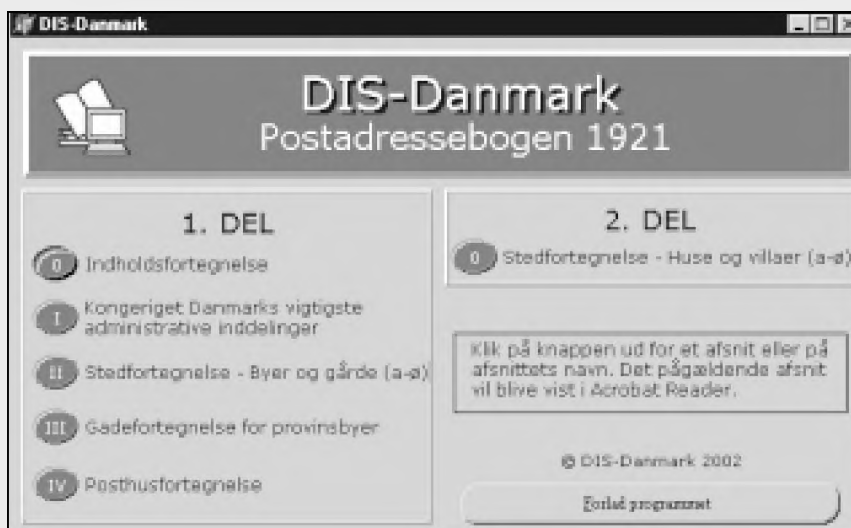 DIS-Danmark
DIS-Danmark
Postadressebogen 1921
1. DEL
0 Indholdsfortegnelse
I Kongeriget Danmarks vigtigste
administrative inddelinger
II Stedfortegnelse - Byer og gårde (a-ø)
III Gadefortegnelse for provinsbyer
IV Posthusfortegnelse
2. DEL
0 Stedfortegnelse - Huse og villaer (a-ø)
Klik på knappen ud for et afsnit eller på
afsnittets navn. Det pågældende afsnit
vil blive vist i Acrobat Reader.
© DIS-Danmark 2002
Forlad programmet